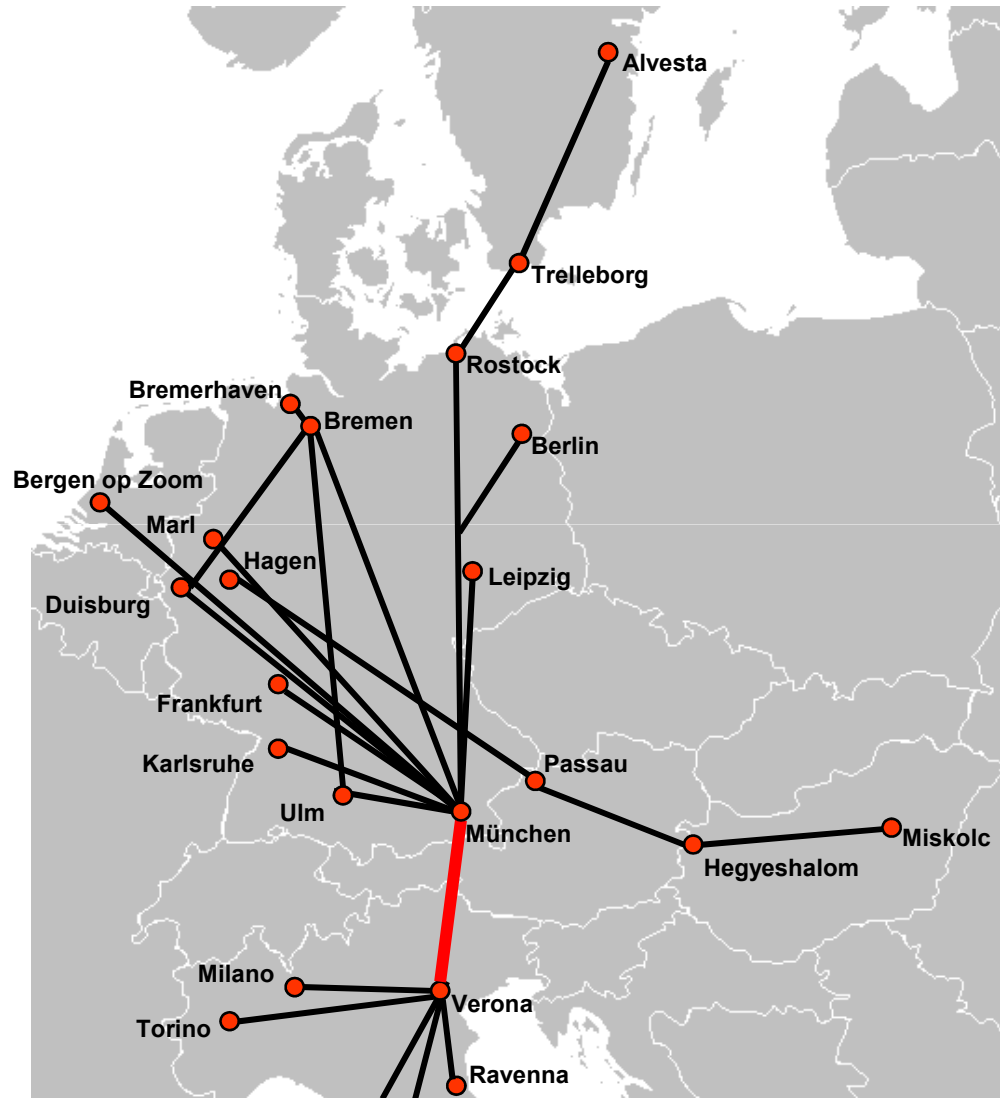 Alvesta
Trelleborg
Rostock
Bremerhaven
Bremen
Berlin
Bergen op Zoom
Marl
Hagen
Leipzig
Duisburg
Frankfurt
Karlsruhe
Passau
Ulm
München
Miskolc
Hegyeshalom
Milano
Verona
Torino
Ravenna